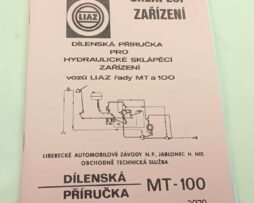 SKLÁPĚCÍ
ZAŘÍZENÍ
LIAZ
DÍLENSKÁ PŘÍRUČKA
PRO
HYDRAULICKÉ SKLÁPĚCÍ
ZAŘÍZENÍ
vozů LIAZ řady MT a 100
LIBERECKÉ AUTOMOBILOVÉ ZÁVODY N. P., JABLONEC N. NIS.
OBCHODNĚ TECHNICKÁ SLUŽBA
DÍLENSKÁ
PŘÍRUČKA
MT-100